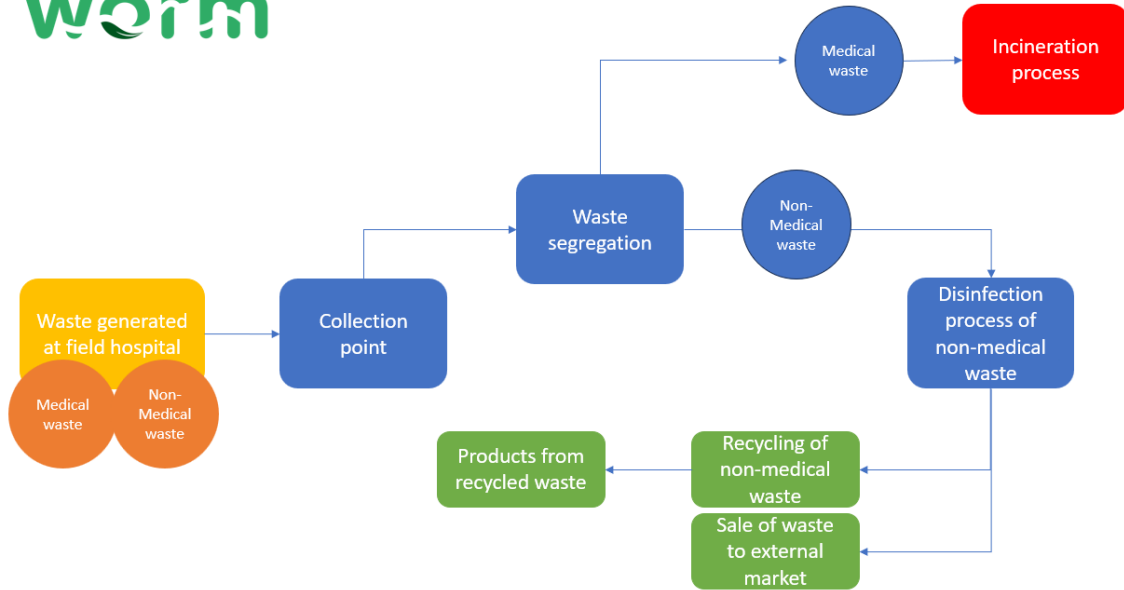 worm
Medical
waste
Incineration
process
Waste
segregation
Non-
Medical
waste
Waste generated
at field hospital
Medical
waste
Non-
Medical
waste
Collection
point
Disinfection
process of
non-medical
waste
Products from
recycled waste
Recycling of
non-medical
waste
Sale of waste
to external
market